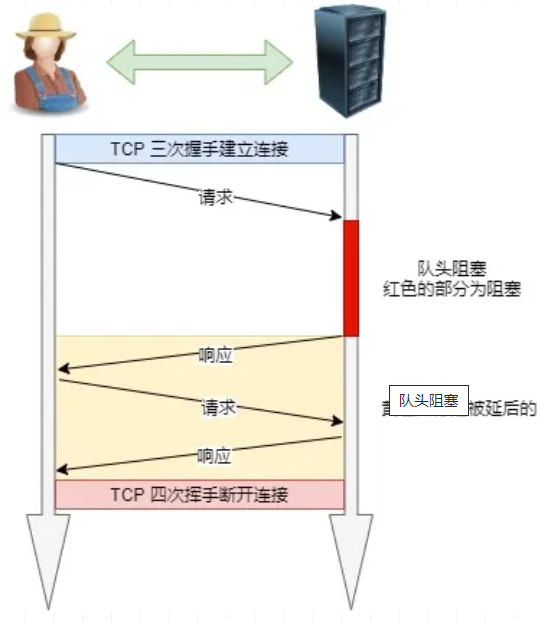 TCP 三次握手建立连接
请求
队头阻塞
红色的部分为阻塞
响应
请求
队头阻塞
被延后的
响应
TCP 四次挥手断开连接